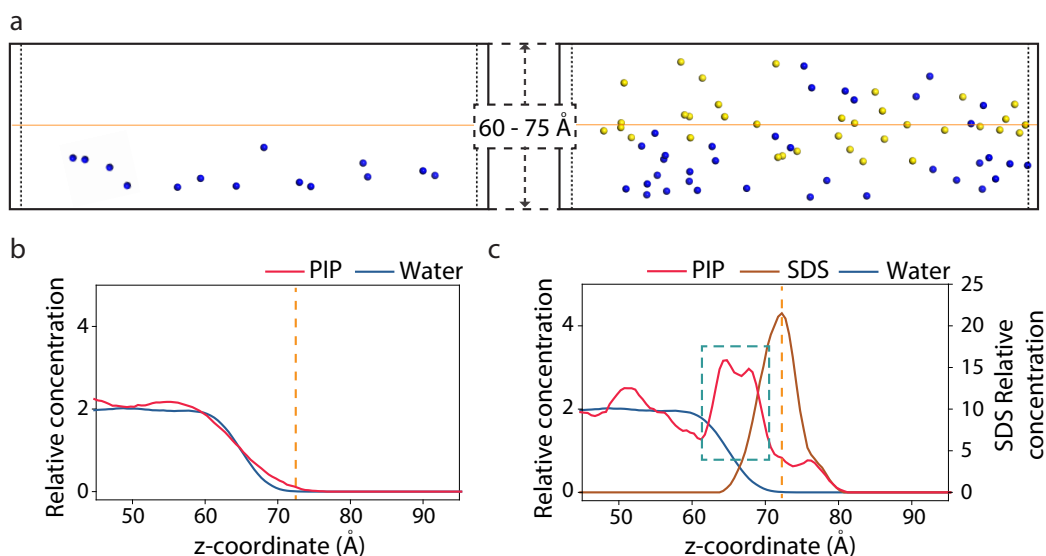 a
60 - 75 Å
b
PIP Water
Relative concentration
4
2
0
50 60 70 80 90
z-coordinate (Å)
c
PIP SDS Water
Relative concentration
4
2
0
25
20
15
10
5
0
SDS Relative
concentration
50 60 70 80 90
z-coordinate (Å)